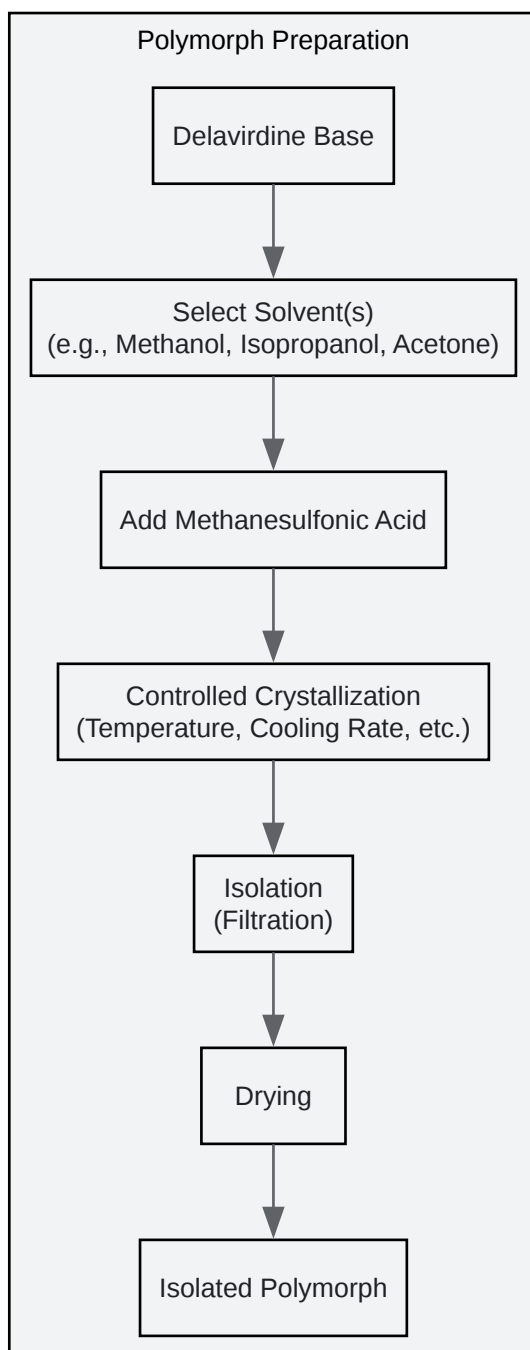 Polymorph Preparation
Delavirdine Base
Select Solvent(s)
(e.g., Methanol, Isopropanol, Acetone)
Add Methanesulfonic Acid
Controlled Crystallization
(Temperature, Cooling Rate, etc.)
Isolation
(Filtration)
Drying
Isolated Polymorph